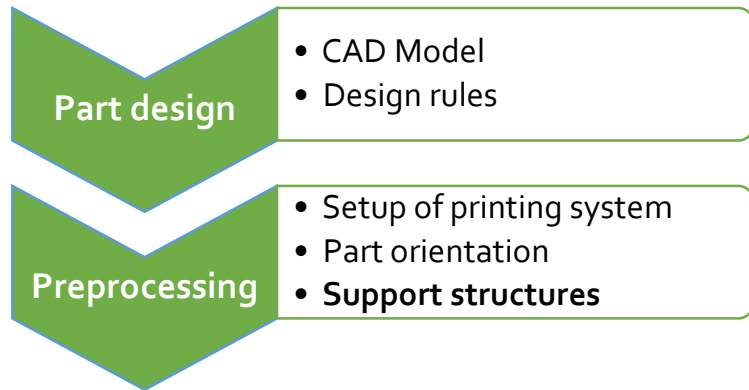 Part design
• CAD Model
• Design rules
Preprocessing
• Setup of printing system
• Part orientation
• Support structures